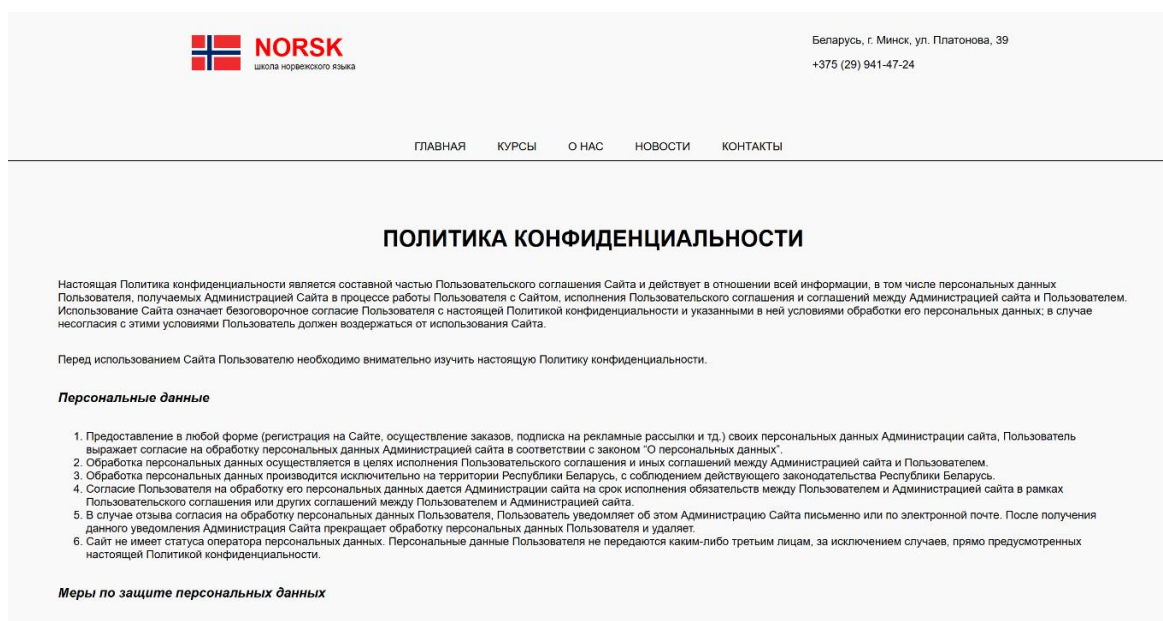 NORSK
школа норвежского языка
Беларусь, г. Минск, ул. Платонова, 39
+375 (29) 941-47-24
ГЛАВНАЯ КУРСЫ О НАС НОВОСТИ КОНТАКТЫ
ПОЛИТИКА КОНФИДЕНЦИАЛЬНОСТИ
Настоящая Политика конфиденциальности является составной частью Пользовательского соглашения Сайта и действует в отношении всей информации, в том числе персональных данных
Пользователя, получаемых Администрацией Сайта в процессе работы Пользователя с Сайтом, исполнения Пользовательского соглашения и соглашений между Администрацией сайта и Пользователем.
Использование Сайта означает безоговорочное согласие Пользователя с настоящей Политикой конфиденциальности и указанными в ней условиями обработки его персональных данных; в случае
несогласия с этими условиями Пользователь должен воздержаться от использования Сайта.
Перед использованием Сайта Пользователю необходимо внимательно изучить настоящую Политику конфиденциальности.
Персональные данные
1. Предоставление в любой форме (регистрация на Сайте, осуществление заказов, подписка на рекламные рассылки и тд.) своих персональных данных Администрации сайта, Пользователь
выражает согласие на обработку персональных данных Администрацией сайта в соответствии с законом “О персональных данных”.
2. Обработка персональных данных осуществляется в целях исполнения Пользовательского соглашения и иных соглашений между Администрацией сайта и Пользователем.
3. Обработка персональных данных производится исключительно на территории Республики Беларусь, с соблюдением действующего законодательства Республики Беларусь.
4. Согласие Пользователя на обработку его персональных данных дается Администрации сайта на срок исполнения обязательств между Пользователем и Администрацией сайта в рамках
Пользовательского соглашения или других соглашений между Пользователем и Администрацией сайта.
5. В случае отзыва согласия на обработку персональных данных Пользователя, Пользователь уведомляет об этом Администрацию Сайта письменно или по электронной почте. После получения
данного уведомления Администрация Сайта прекращает обработку персональных данных Пользователя и удаляет.
6. Сайт не имеет статуса оператора персональных данных. Персональные данные Пользователя не передаются каким-либо третьим лицам, за исключением случаев, прямо предусмотренных
настоящей Политикой конфиденциальности.
Меры по защите персональных данных